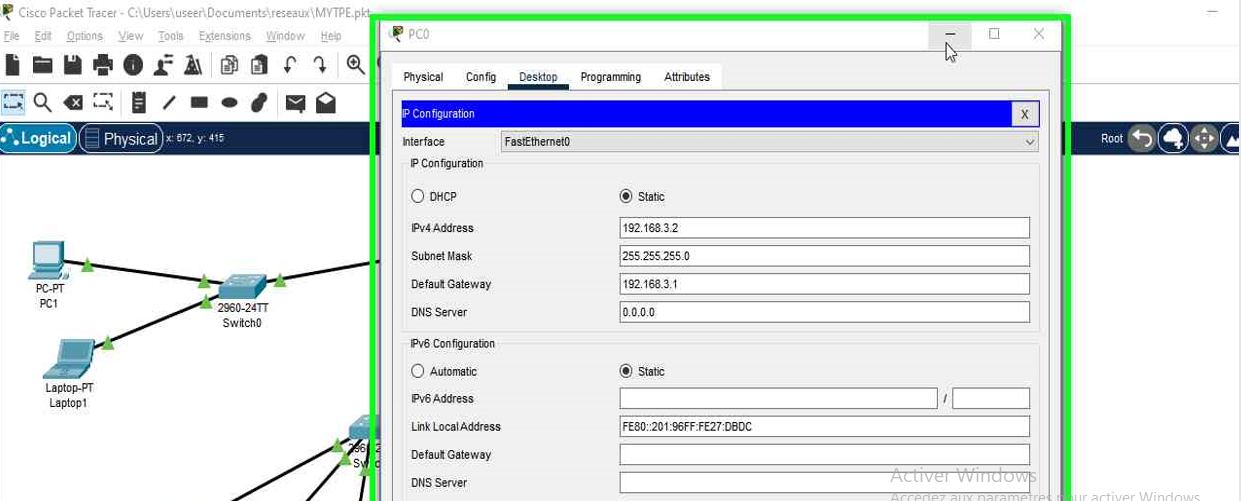 Cisco Packet Tracer - C:\Users\useer\Documents\reseaux\MYTPE.pkt
File Edit Options View Tools Extensions Window Help
Logical Physical x: 672, y: 415
Root
PC0
Physical Config Desktop Programming Attributes
IP Configuration X
Interface FastEthernet0
IP Configuration
DHCP Static
IPv4 Address 192.168.3.2
Subnet Mask 255.255.255.0
Default Gateway 192.168.3.1
DNS Server 0.0.0.0
IPv6 Configuration
Automatic Static
IPv6 Address /
Link Local Address FE80::201:96FF:FE27:DBDC
Default Gateway
DNS Server
PC-PT
PC1
2960-24TT
Switch0
Laptop-PT
Laptop1
Activer Windows
Accédez aux paramètres pour activer Windows.